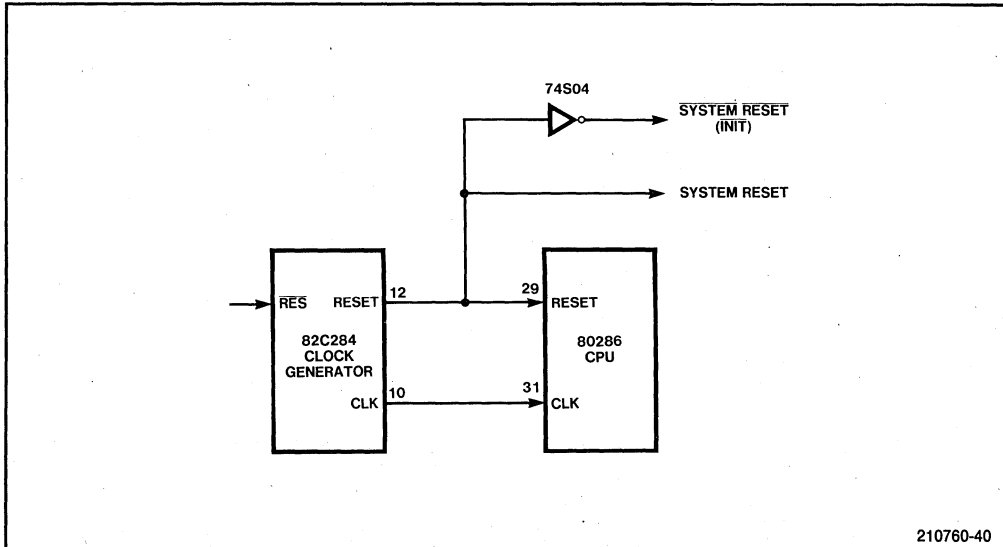 74S04
SYSTEM RESET
(INIT)
SYSTEM RESET
12
29
RES
RESET
RESET
82C284
CLOCK
GENERATOR
80286
CPU
10
31
CLK
CLK
210760-40